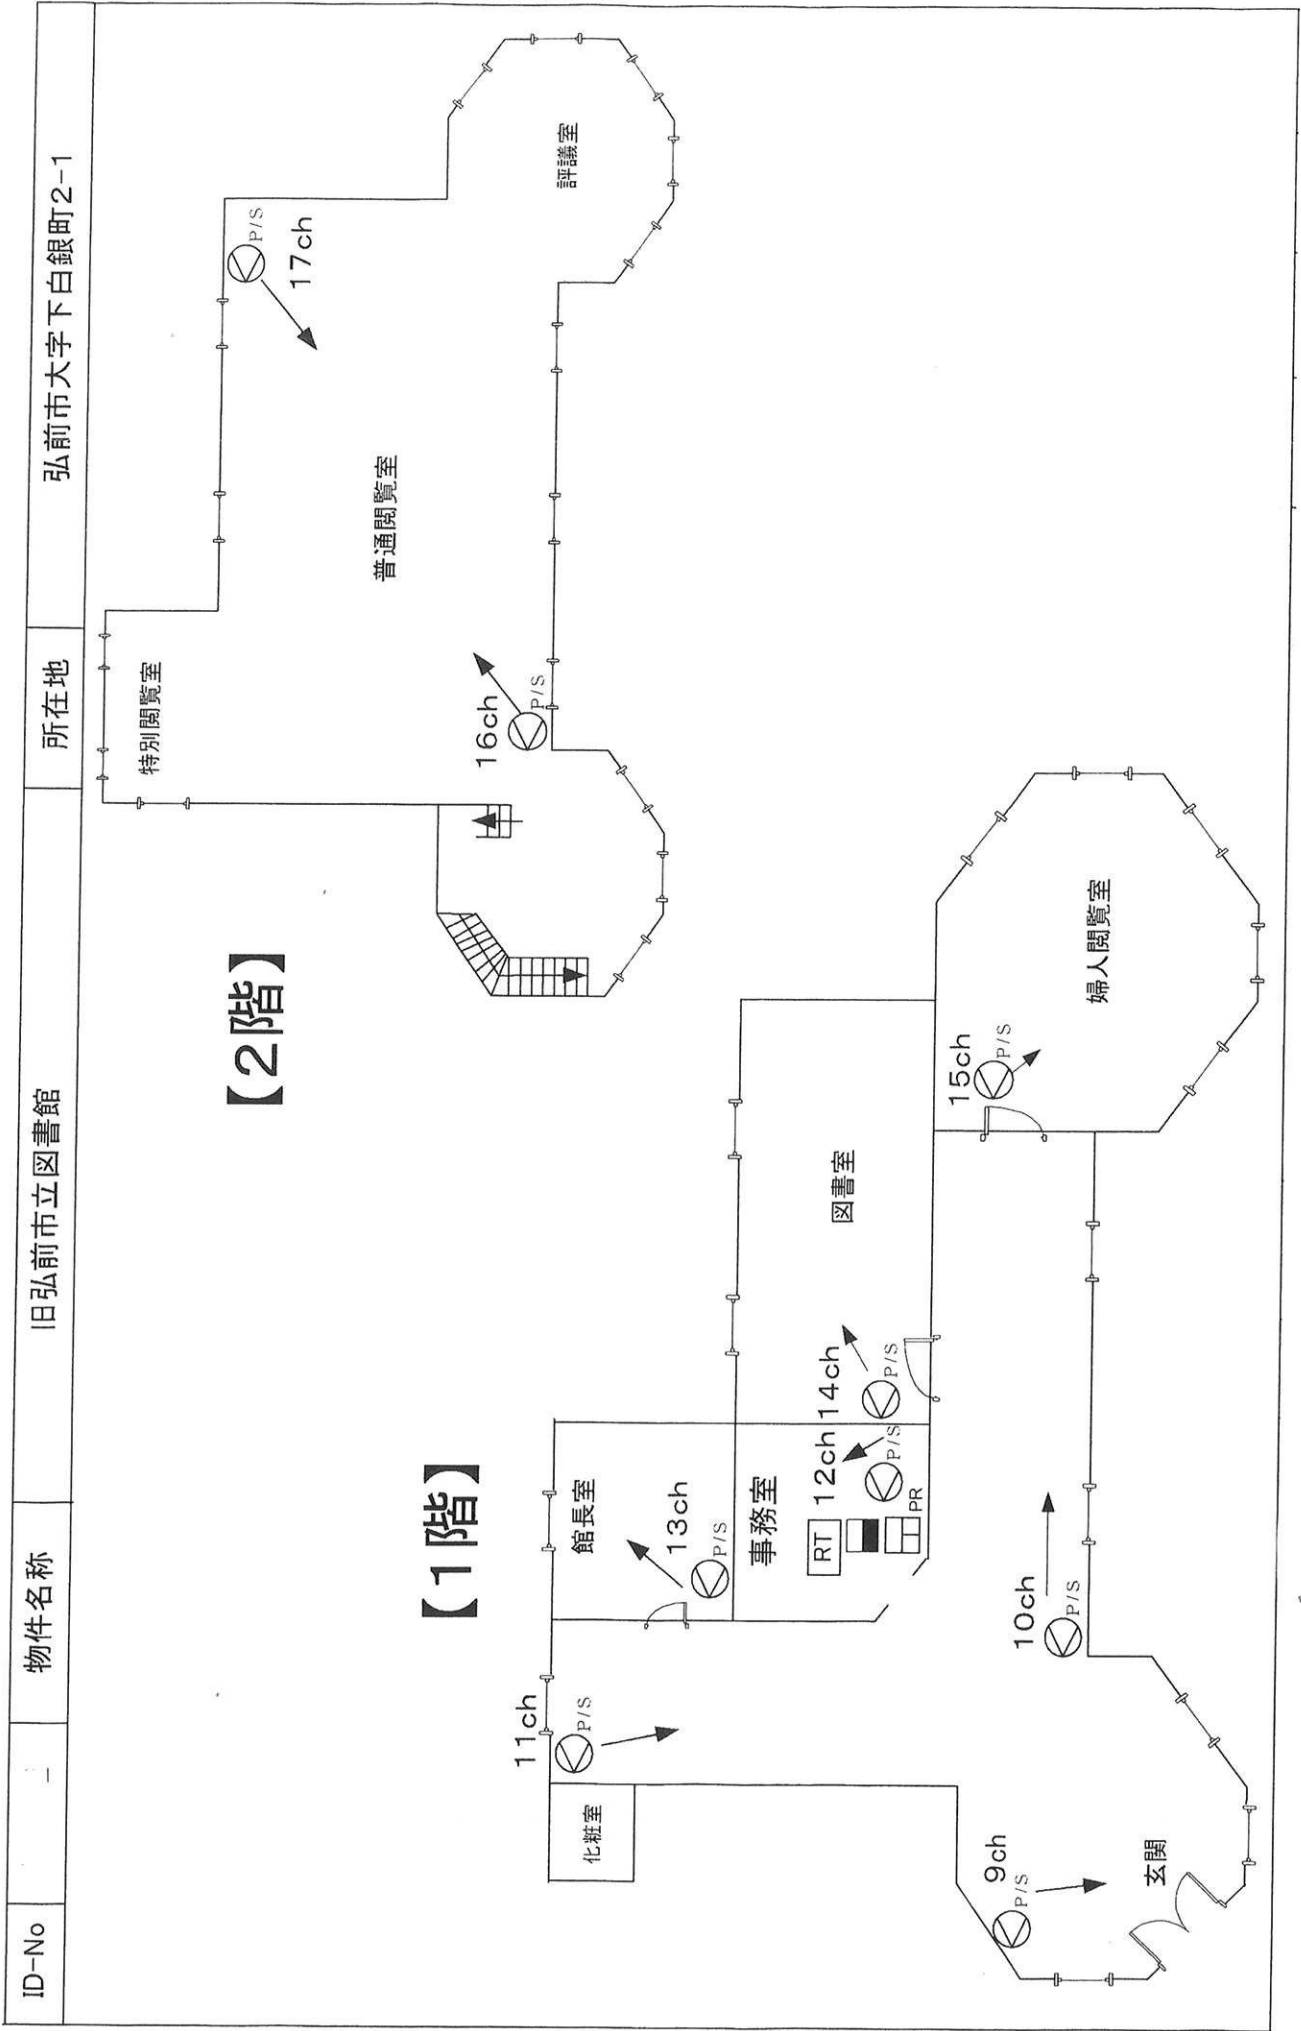 ID-No
物件名称
旧弘前市立図書館
所在地
弘前市大字下白銀町2-1
【2階】
特別閲覧室
普通閲覧室
評議室
16ch
P/S
17ch
P/S
【1階】
化粧室
11ch
P/S
館長室
13ch
P/S
事務室
RT
PR
12ch
P/S
14ch
P/S
図書室
15ch
P/S
婦人閲覧室
10ch
P/S
9ch
P/S
玄関